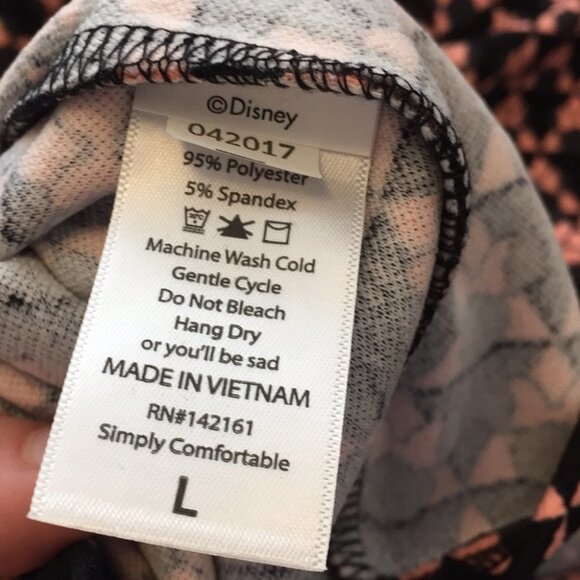 ©Disney
042017
95% Polyester
5% Spandex
Machine Wash Cold
Gentle Cycle
Do Not Bleach
Hang Dry
or you'll be sad
MADE IN VIETNAM
RN#142161
Simply Comfortable
L